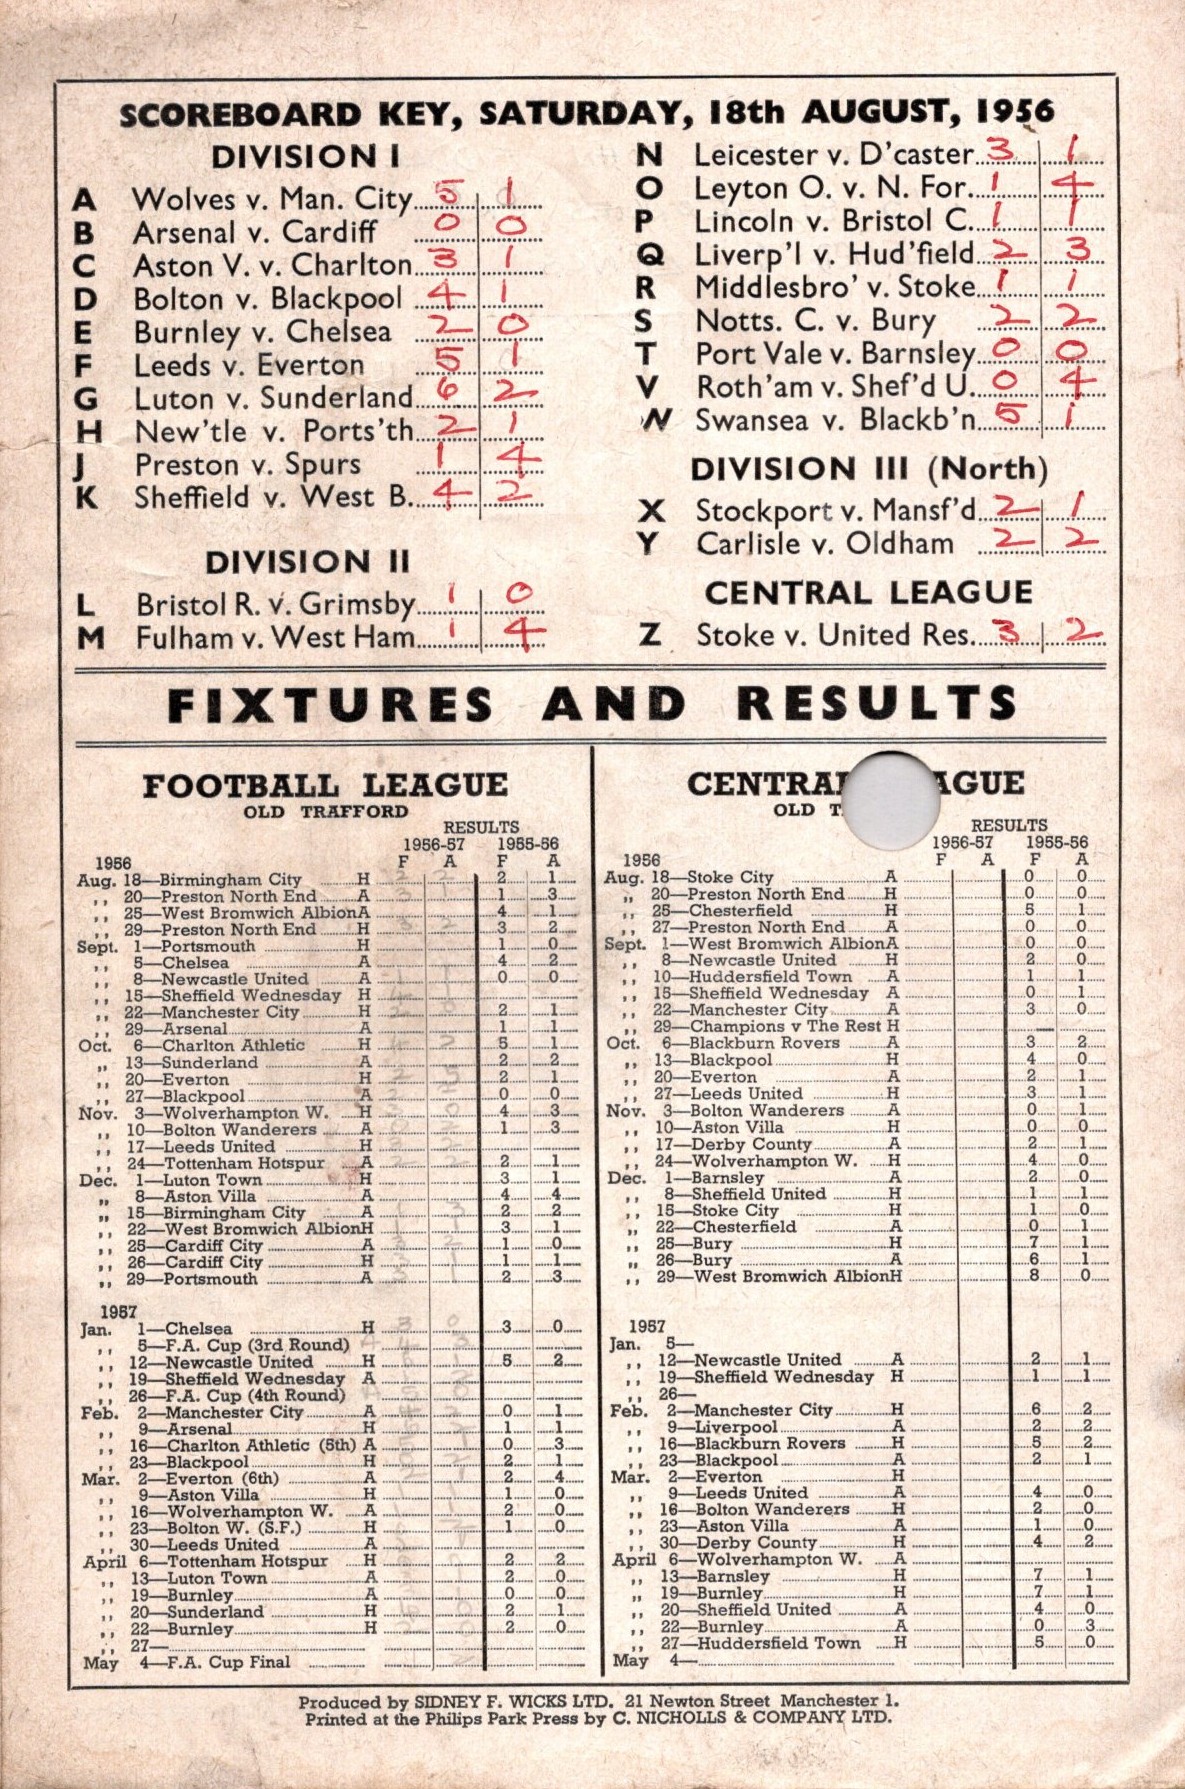 SCOREBOARD KEY, SATURDAY, 18th AUGUST, 1956
DIVISION I
A Wolves v. Man. City 5 1
B Arsenal v. Cardiff 0 0
C Aston V. v. Charlton 3 1
D Bolton v. Blackpool 4 1
E Burnley v. Chelsea 2 0
F Leeds v. Everton 5 1
G Luton v. Sunderland 6 2
H New'tle v. Ports'th 2 1
J Preston v. Spurs 1 4
K Sheffield v. West B. 4 2
DIVISION II
L Bristol R. v. Grimsby 1 0
M Fulham v. West Ham 1 4
N Leicester v. D'caster 3 1
O Leyton O. v. N. For. 1 4
P Lincoln v. Bristol C. 1 1
Q Liverp'l v. Hud'field 2 3
R Middlesbro' v. Stoke 1 1
S Notts. C. v. Bury 2 2
T Port Vale v. Barnsley 0 0
V Roth'am v. Shef'd U. 0 4
W Swansea v. Blackb'n 5 1
DIVISION III (North)
X Stockport v. Mansf'd 2 1
Y Carlisle v. Oldham 2 2
CENTRAL LEAGUE
Z Stoke v. United Res. 3 2
FIXTURES AND RESULTS
FOOTBALL LEAGUE
OLD TRAFFORD
RESULTS
1956-57 1955-56
1956 F A F A
Aug. 18—Birmingham City H 2 2 2 1
,, 20—Preston North End A 3 1 1 3
,, 25—West Bromwich Albion A 4 1
,, 29—Preston North End H 3 2 3 2
Sept. 1—Portsmouth H 1 0
,, 5—Chelsea A 4 2
,, 8—Newcastle United A 0 0
,, 15—Sheffield Wednesday H
,, 22—Manchester City H 2 1
,, 29—Arsenal A 1 1
Oct. 6—Charlton Athletic H 4 2 5 1
,, 13—Sunderland A 2 2
,, 20—Everton H 2 5 2 1
,, 27—Blackpool A 0 0
Nov. 3—Wolverhampton W. H 4 3
,, 10—Bolton Wanderers A 1 3
,, 17—Leeds United H
,, 24—Tottenham Hotspur A 2 2 2 1
Dec. 1—Luton Town H 3 1
,, 8—Aston Villa A 4 4
,, 15—Birmingham City A 2 2
,, 22—West Bromwich Albion H 3 1
,, 25—Cardiff City A 1 0
,, 26—Cardiff City H 1 1
,, 29—Portsmouth A 2 3
1957
Jan. 1—Chelsea H 3 0
,, 5—F.A. Cup (3rd Round)
,, 12—Newcastle United H 5 2
,, 19—Sheffield Wednesday A
,, 26—F.A. Cup (4th Round)
Feb. 2—Manchester City A 0 1
,, 9—Arsenal H 1 1
,, 16—Charlton Athletic (5th) A 0 3
,, 23—Blackpool H 2 1
Mar. 2—Everton (6th) A 2 4
,, 9—Aston Villa H 1 0
,, 16—Wolverhampton W. A 2 0
,, 23—Bolton W. (S.F.) H 1 0
,, 30—Leeds United A
April 6—Tottenham Hotspur H 2 2
,, 13—Luton Town A 2 0
,, 19—Burnley A 0 0
,, 20—Sunderland H 2 1
,, 22—Burnley H 2 0
,, 27—
May 4—F.A. Cup Final
CENTRA AGUE
OLD T
RESULTS
1956-57 1955-56
1956 F A F A
Aug. 18—Stoke City A 0 0
,, 20—Preston North End H 0 0
,, 25—Chesterfield H 5 1
,, 27—Preston North End A 0 0
Sept. 1—West Bromwich Albion A 0 0
,, 8—Newcastle United H 2 0
,, 10—Huddersfield Town A 1 1
,, 15—Sheffield Wednesday A 0 1
,, 22—Manchester City A 3 0
,, 29—Champions v The Rest H —
Oct. 6—Blackburn Rovers A 3 2
,, 13—Blackpool H 4 0
,, 20—Everton A 2 1
,, 27—Leeds United H 3 1
Nov. 3—Bolton Wanderers A 0 1
,, 10—Aston Villa H 0 0
,, 17—Derby County A 2 1
,, 24—Wolverhampton W. H 4 0
Dec. 1—Barnsley A 2 0
,, 8—Sheffield United H 1 1
,, 15—Stoke City H 1 0
,, 22—Chesterfield A 0 1
,, 25—Bury H 7 1
,, 26—Bury A 6 1
,, 29—West Bromwich Albion H 8 0
1957
Jan. 5—
,, 12—Newcastle United A 2 1
,, 19—Sheffield Wednesday H 1 1
,, 26—
Feb. 2—Manchester City H 6 2
,, 9—Liverpool A 2 2
,, 16—Blackburn Rovers H 5 2
,, 23—Blackpool A 2 1
Mar. 2—Everton H
,, 9—Leeds United A 4 0
,, 16—Bolton Wanderers H 2 0
,, 23—Aston Villa A 1 0
,, 30—Derby County H 4 2
April 6—Wolverhampton W. A
,, 13—Barnsley H 7 1
,, 19—Burnley H 7 1
,, 20—Sheffield United A 4 0
,, 22—Burnley A 0 3
,, 27—Huddersfield Town H 5 0
May 4—
Produced by SIDNEY F. WICKS LTD. 21 Newton Street Manchester 1.
Printed at the Philips Park Press by C. NICHOLLS & COMPANY LTD.